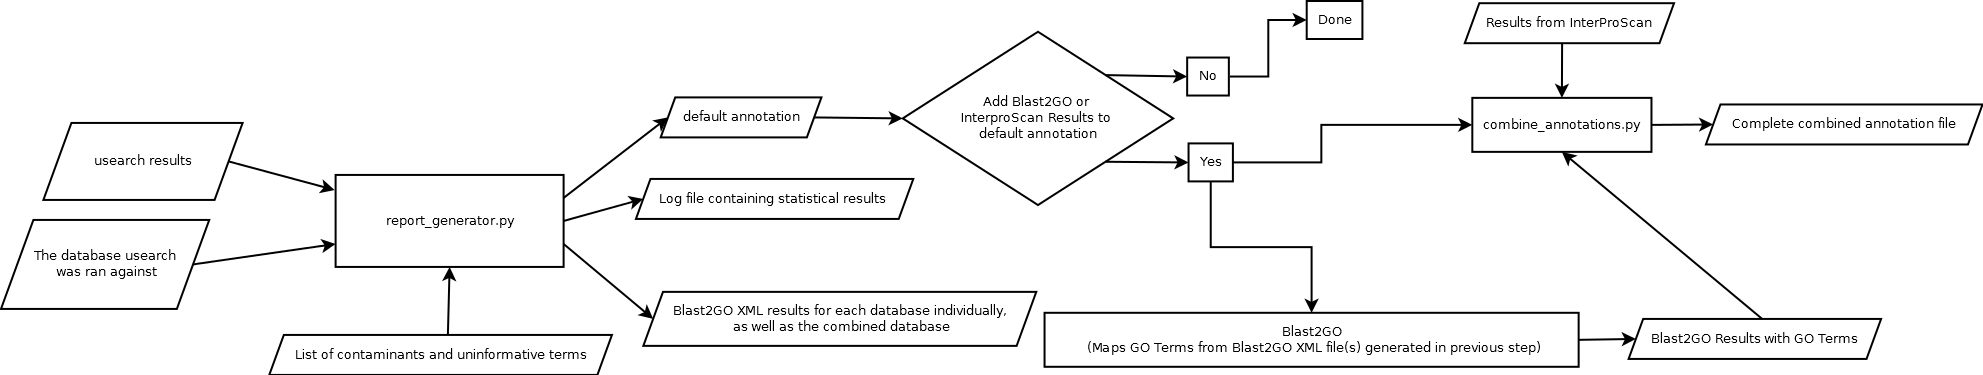 Done
Results from InterProScan
No
Add Blast2GO or
InterproScan Results to
default annotation
default annotation
combine_annotations.py
Complete combined annotation file
usearch results
Yes
Log file containing statistical results
report_generator.py
The database usearch
was ran against
Blast2GO XML results for each database individually,
as well as the combined database
Blast2GO
(Maps GO Terms from Blast2GO XML file(s) generated in previous step)
Blast2GO Results with GO Terms
List of contaminants and uninformative terms